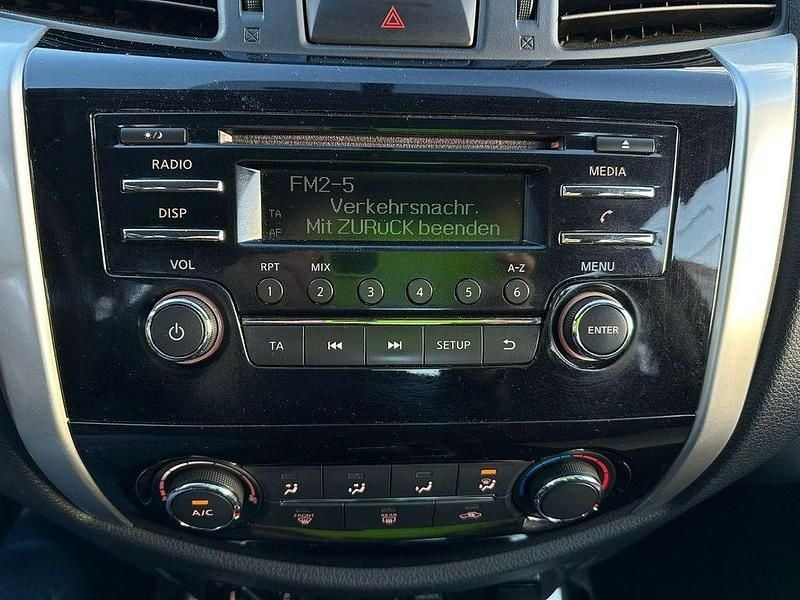 RADIO
MEDIA
DISP
FM2-5
TA
Verkehrsnachr.
AF
Mit ZURüCK beenden
VOL
RPT
MIX
A-Z
MENU
1
2
3
4
5
6
ENTER
TA
SETUP
A/C
FRONT
REAR